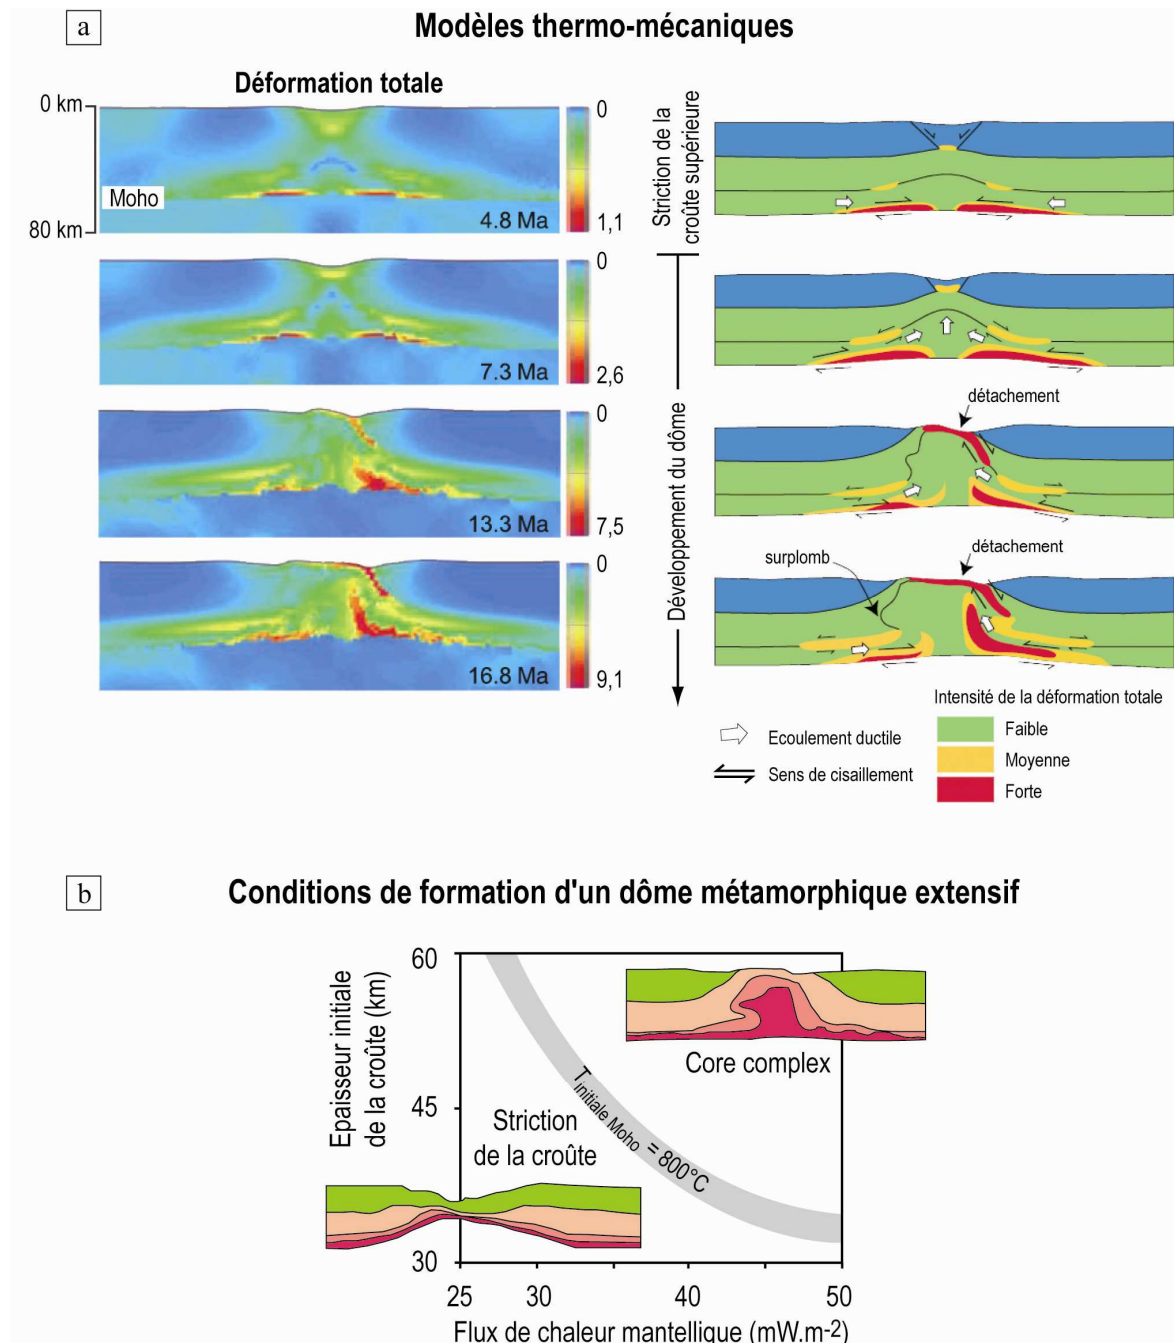 a
Modèles thermo-mécaniques
Déformation totale
0 km
Moho
80 km
4.8 Ma
0
1,1
7.3 Ma
0
2,6
13.3 Ma
0
7,5
16.8 Ma
0
9,1
Striction de la
croûte supérieure
Développement du dôme
détachement
surplomb
détachement
Ecoulement ductile
Sens de cisaillement
Intensité de la déformation totale
Faible
Moyenne
Forte
b
Conditions de formation d'un dôme métamorphique extensif
Epaisseur initiale
de la croûte (km)
60
45
30
Core complex
Striction
de la croûte
Tinitiale Moho = 800°C
25
30
40
50
Flux de chaleur mantellique (mW.m-2)